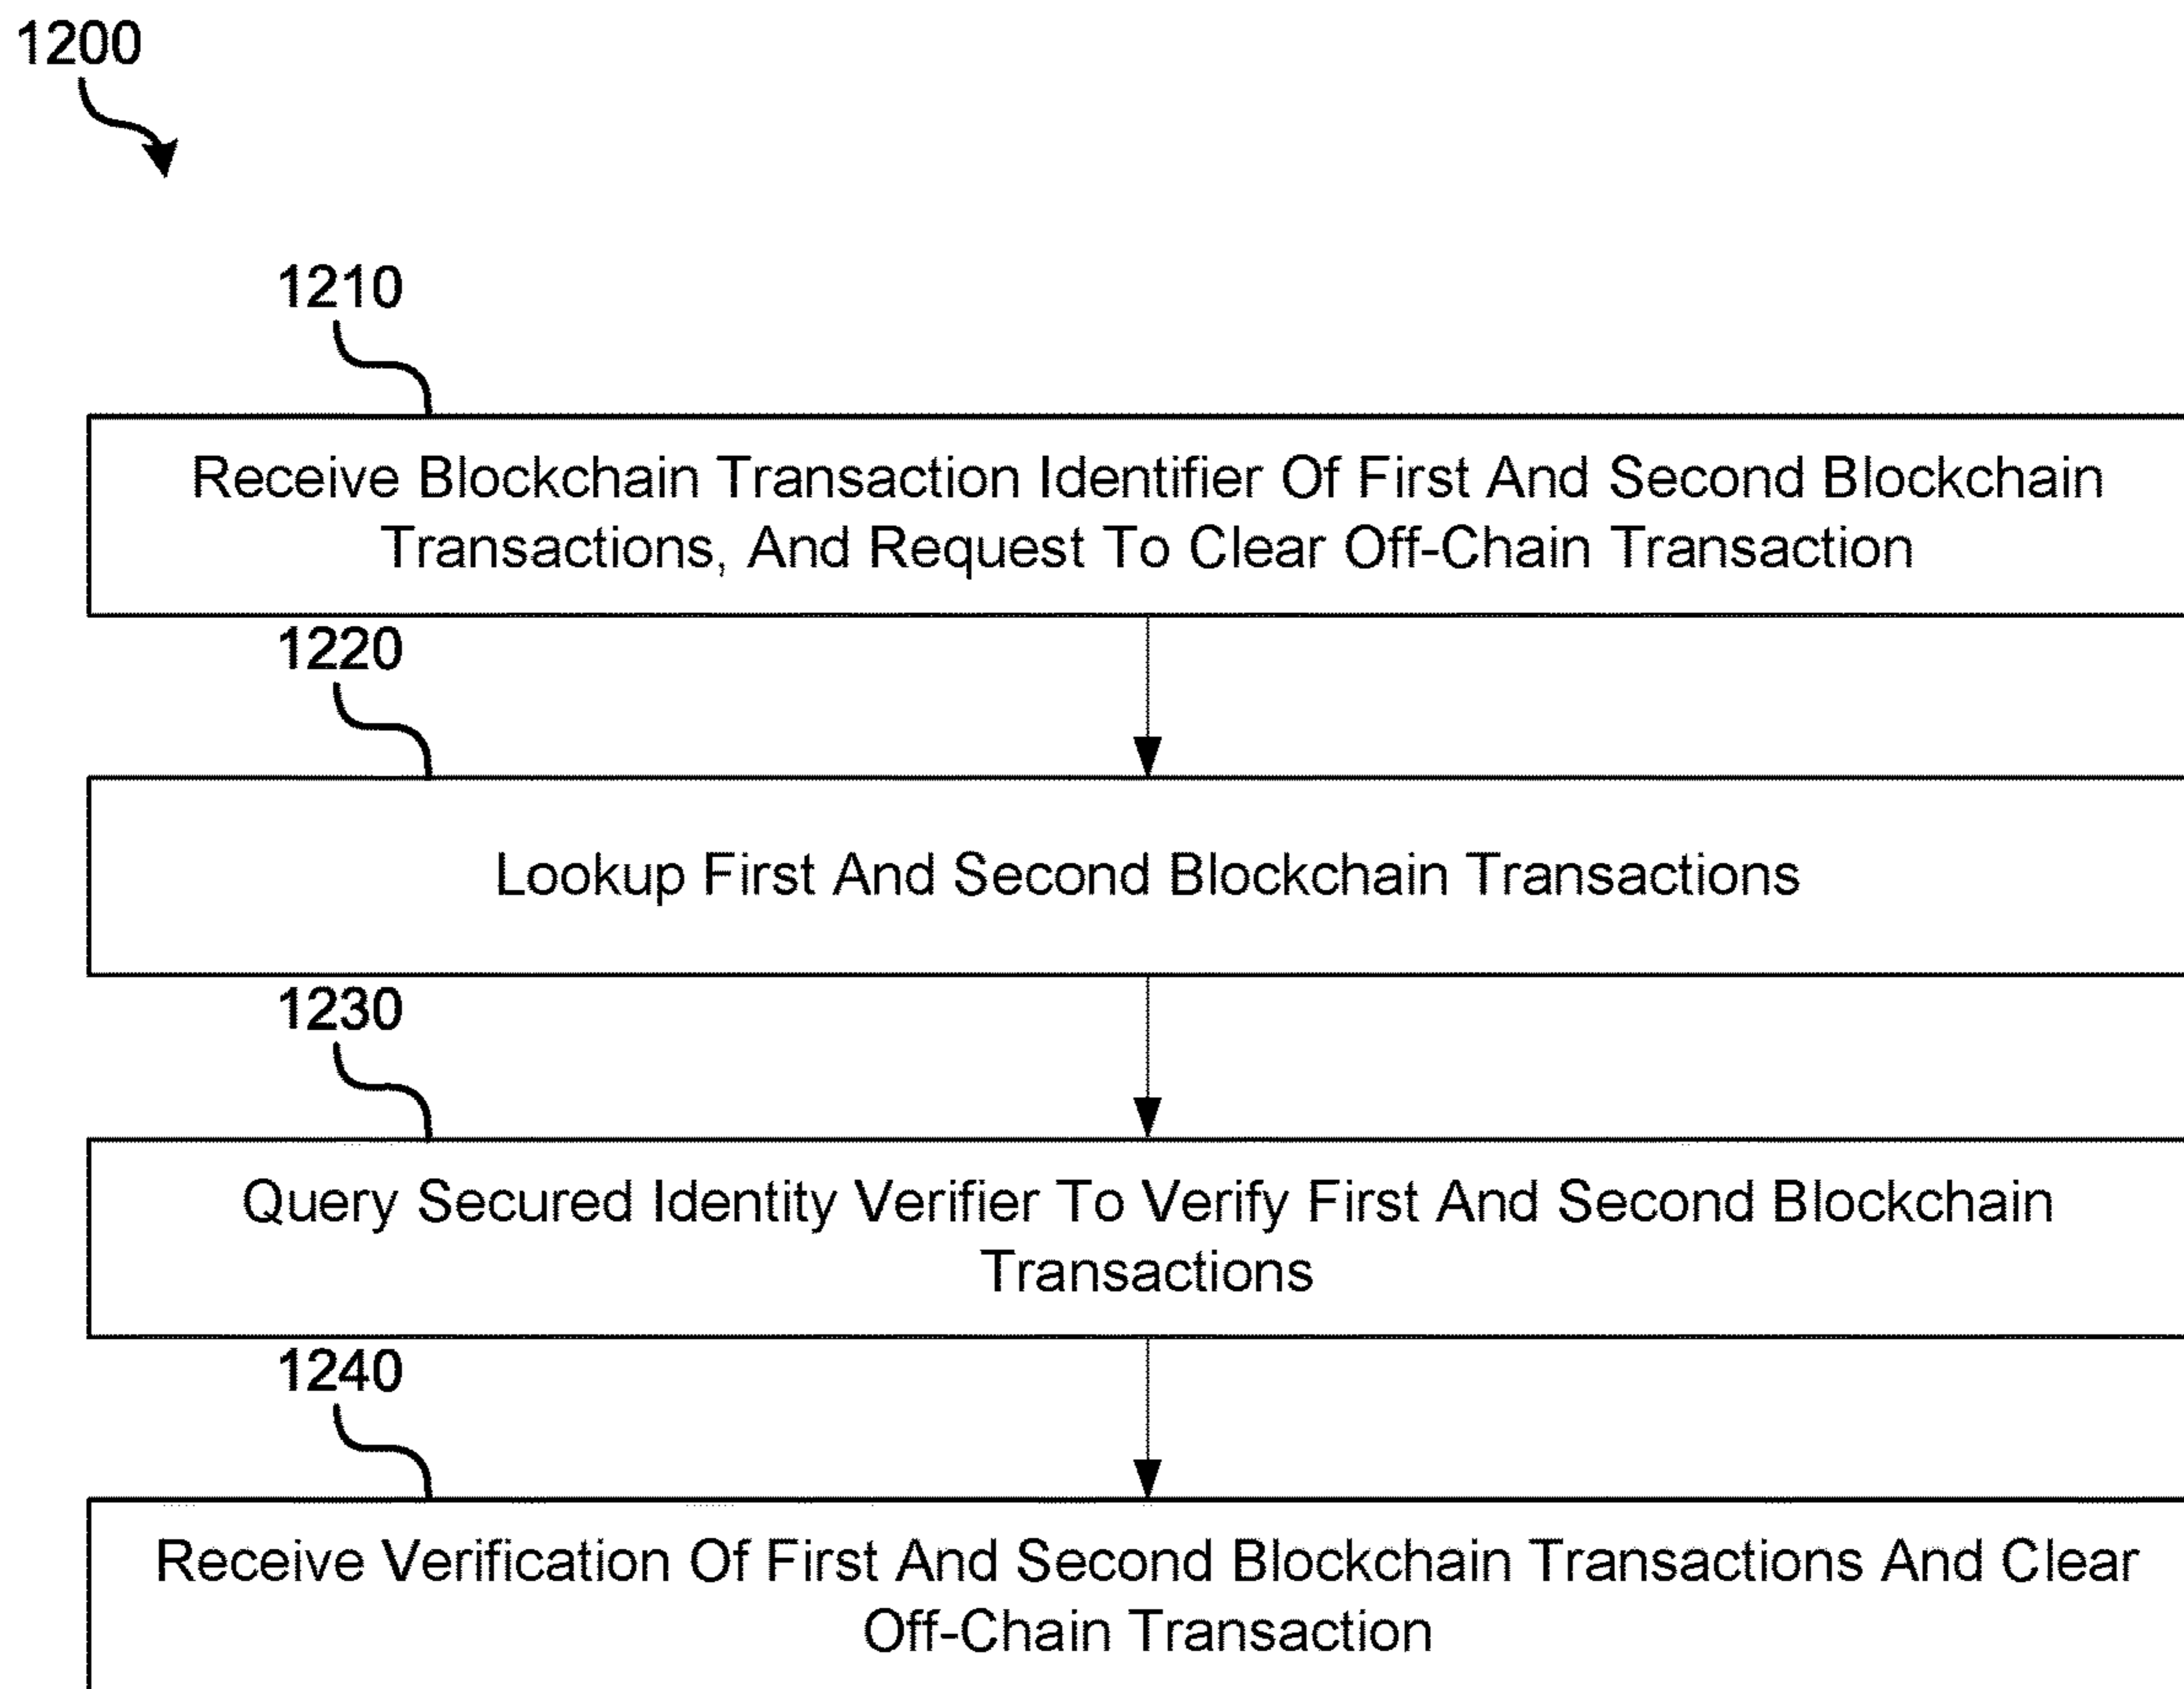 1200
1210
Receive Blockchain Transaction Identifier Of First And Second Blockchain
Transactions, And Request To Clear Off-Chain Transaction
1220
Lookup First And Second Blockchain Transactions
1230
Query Secured Identity Verifier To Verify First And Second Blockchain
Transactions
1240
Receive Verification Of First And Second Blockchain Transactions And Clear
Off-Chain Transaction